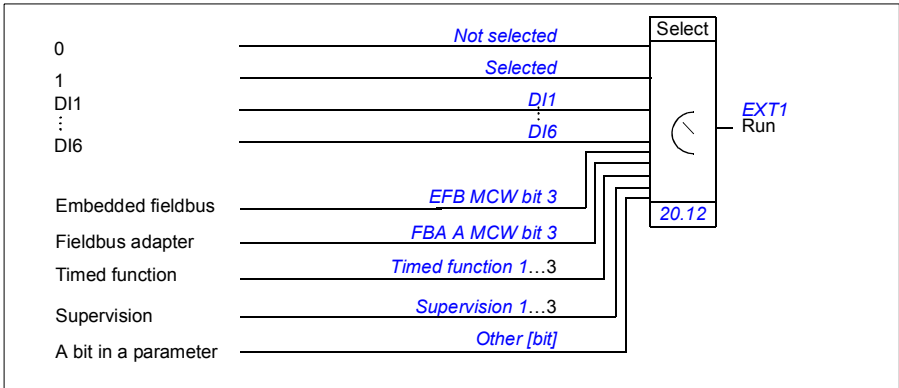 Select
0 Not selected
1 Selected
DI1 DI1
⋮ ⋮
DI6 DI6
EXT1
Run
Embedded fieldbus EFB MCW bit 3
20.12
Fieldbus adapter FBA A MCW bit 3
Timed function Timed function 1…3
Supervision Supervision 1…3
A bit in a parameter Other [bit]